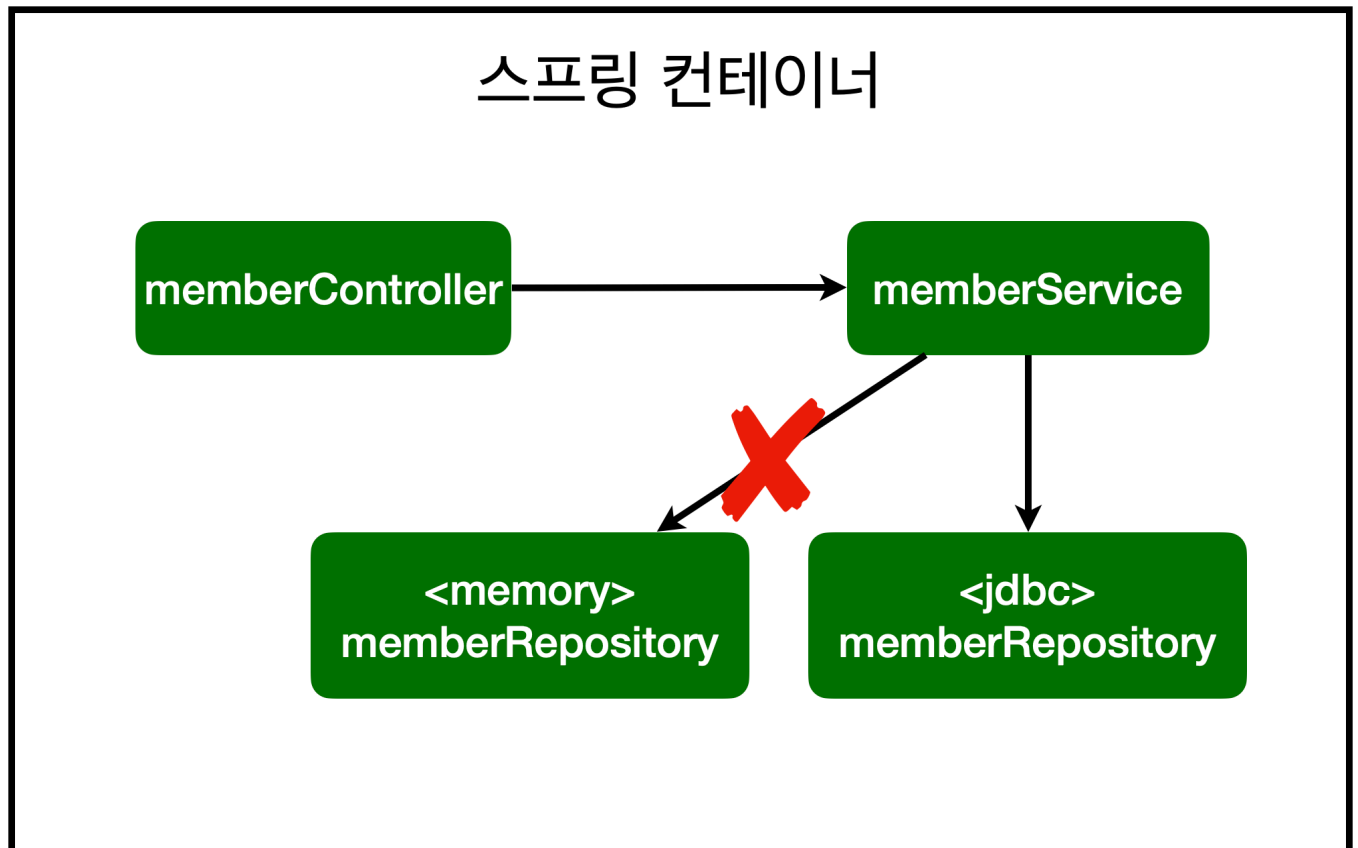 스프링 컨테이너
memberController
memberService
<memory>
memberRepository
<jdbc>
memberRepository